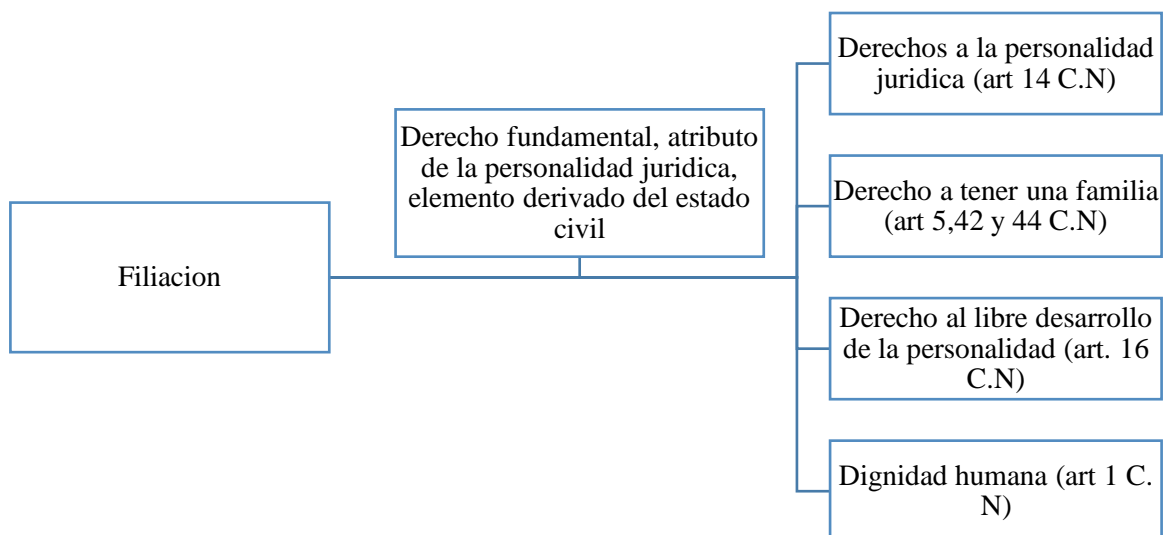 Filiacion
Derecho fundamental, atributo
de la personalidad juridica,
elemento derivado del estado
civil
Derechos a la personalidad
juridica (art 14 C.N)
Derecho a tener una familia
(art 5,42 y 44 C.N)
Derecho al libre desarrollo
de la personalidad (art. 16
C.N)
Dignidad humana (art 1 C.
N)